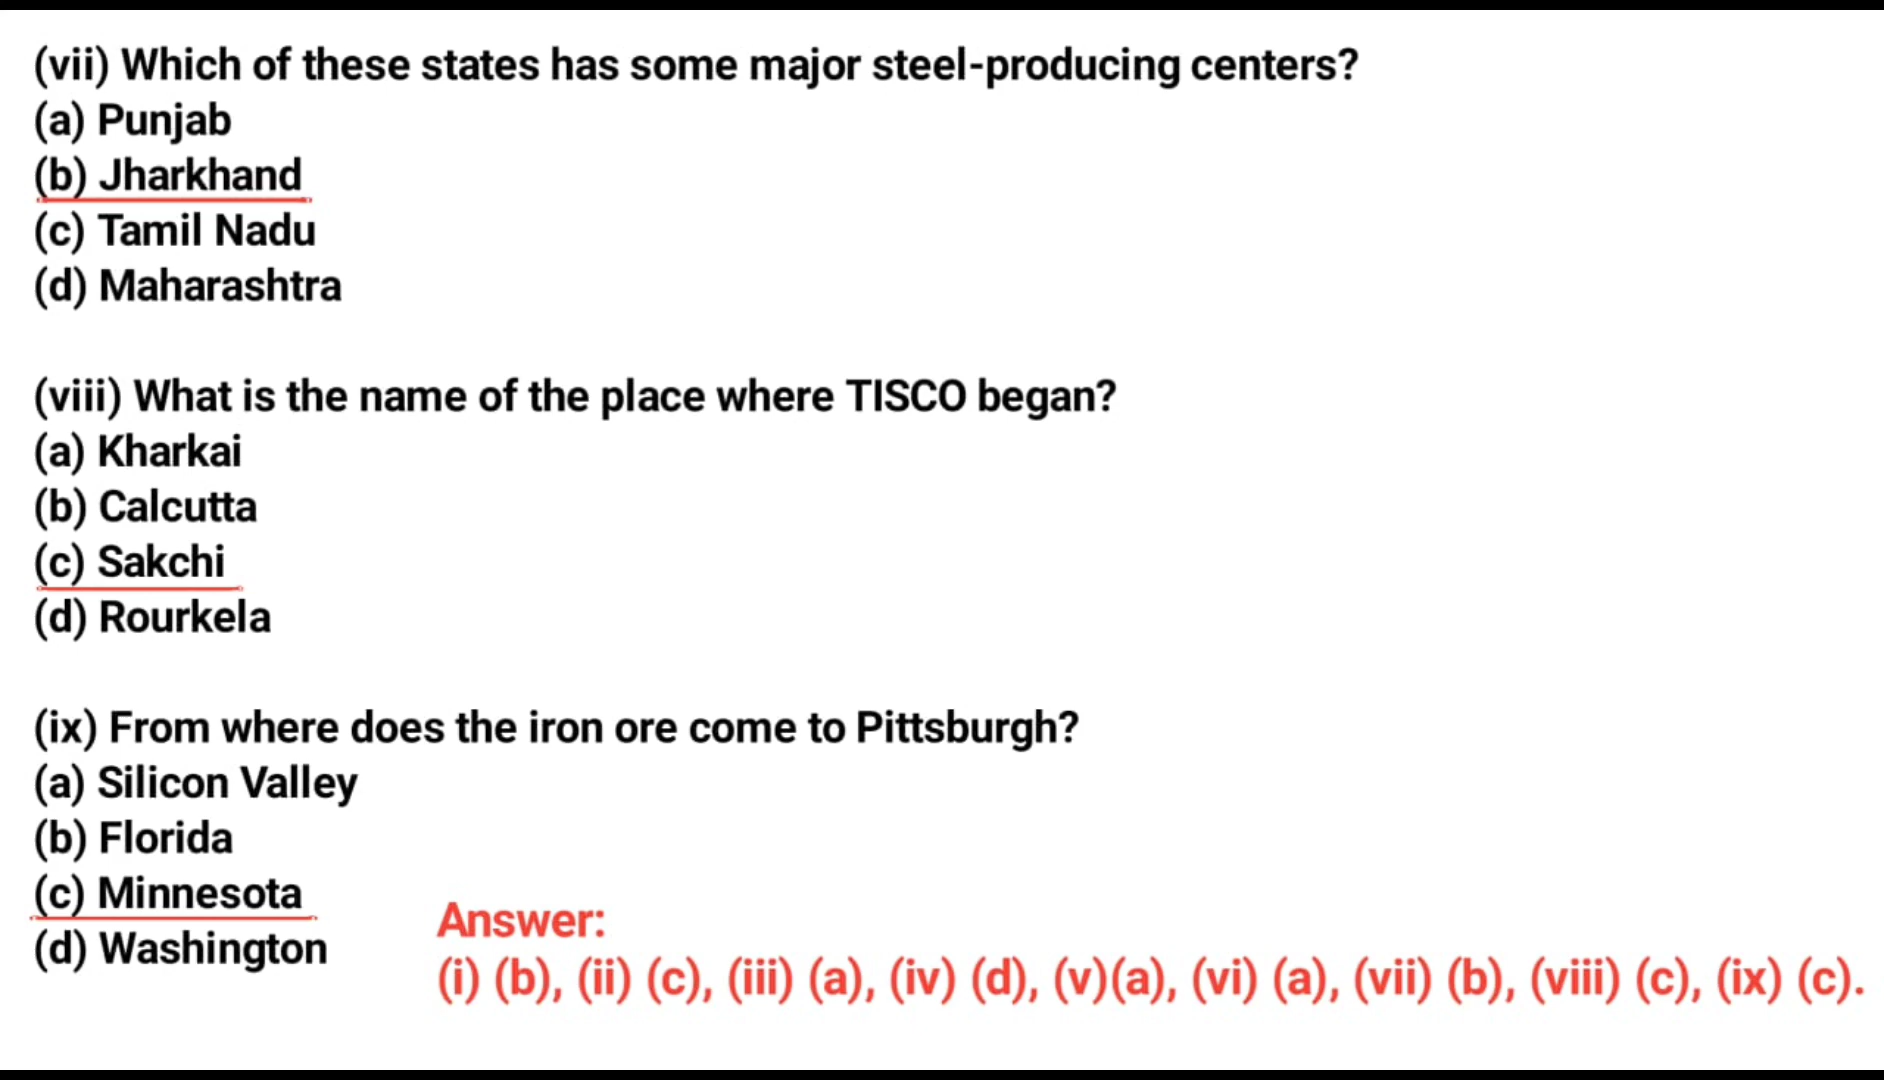 (vii) Which of these states has some major steel-producing centers?
(a) Punjab
(b) Jharkhand
(c) Tamil Nadu
(d) Maharashtra
(viii) What is the name of the place where TISCO began?
(a) Kharkai
(b) Calcutta
(c) Sakchi
(d) Rourkela
(ix) From where does the iron ore come to Pittsburgh?
(a) Silicon Valley
(b) Florida
(c) Minnesota
(d) Washington
Answer:
(i) (b), (ii) (c), (iii) (a), (iv) (d), (v)(a), (vi) (a), (vii) (b), (viii) (c), (ix) (c).